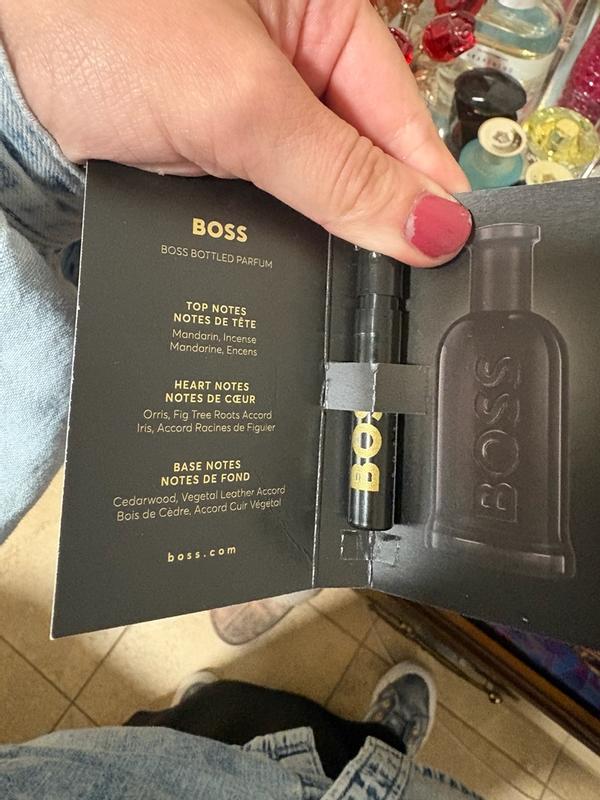 BOSS
BOSS BOTTLED PARFUM
TOP NOTES
NOTES DE TÊTE
Mandarin, Incense
Mandarine, Encens
HEART NOTES
NOTES DE CŒUR
Orris, Fig Tree Roots Accord
Iris, Accord Racines de Figuier
BASE NOTES
NOTES DE FOND
Cedarwood, Vegetal Leather Accord
Bois de Cèdre, Accord Cuir Végétal
boss.com
BOSS
BOSS